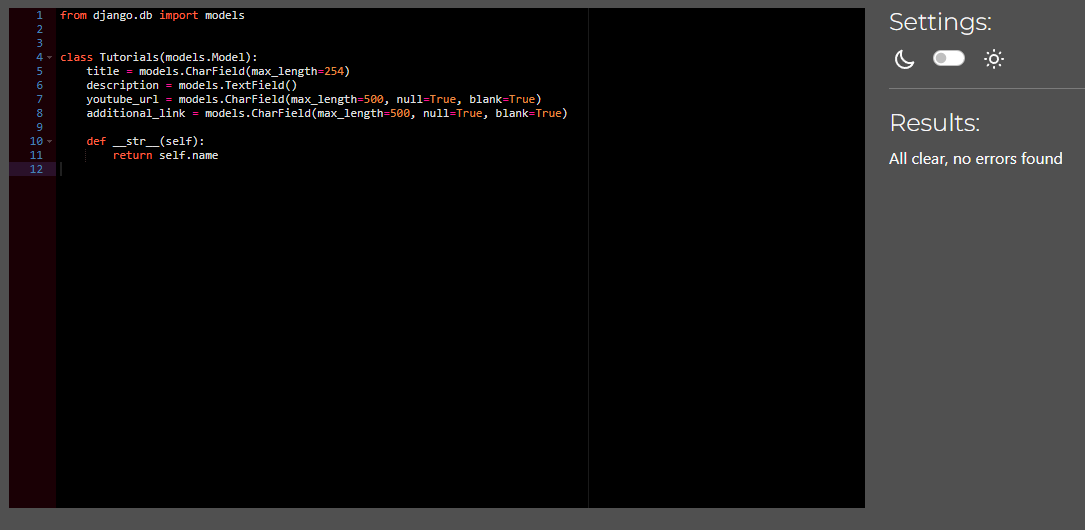 1 from django.db import models
2
3
4 class Tutorials(models.Model):
5     title = models.CharField(max_length=254)
6     description = models.TextField()
7     youtube_url = models.CharField(max_length=500, null=True, blank=True)
8     additional_link = models.CharField(max_length=500, null=True, blank=True)
9
10     def __str__(self):
11         return self.name
12
Settings:
Results:
All clear, no errors found